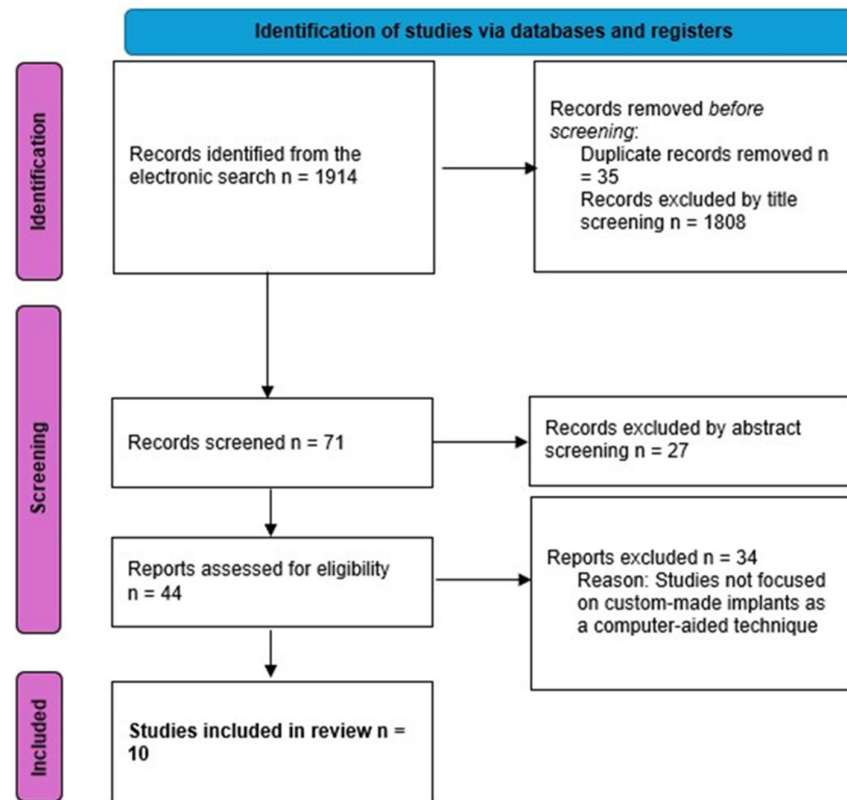 Identification of studies via databases and registers
Identification
Records identified from the
electronic search n = 1914
Records removed before
screening:
Duplicate records removed n
= 35
Records excluded by title
screening n = 1808
Screening
Records screened n = 71
Records excluded by abstract
screening n = 27
Reports assessed for eligibility
n = 44
Reports excluded n = 34
Reason: Studies not focused
on custom-made implants as
a computer-aided technique
Included
Studies included in review n =
10